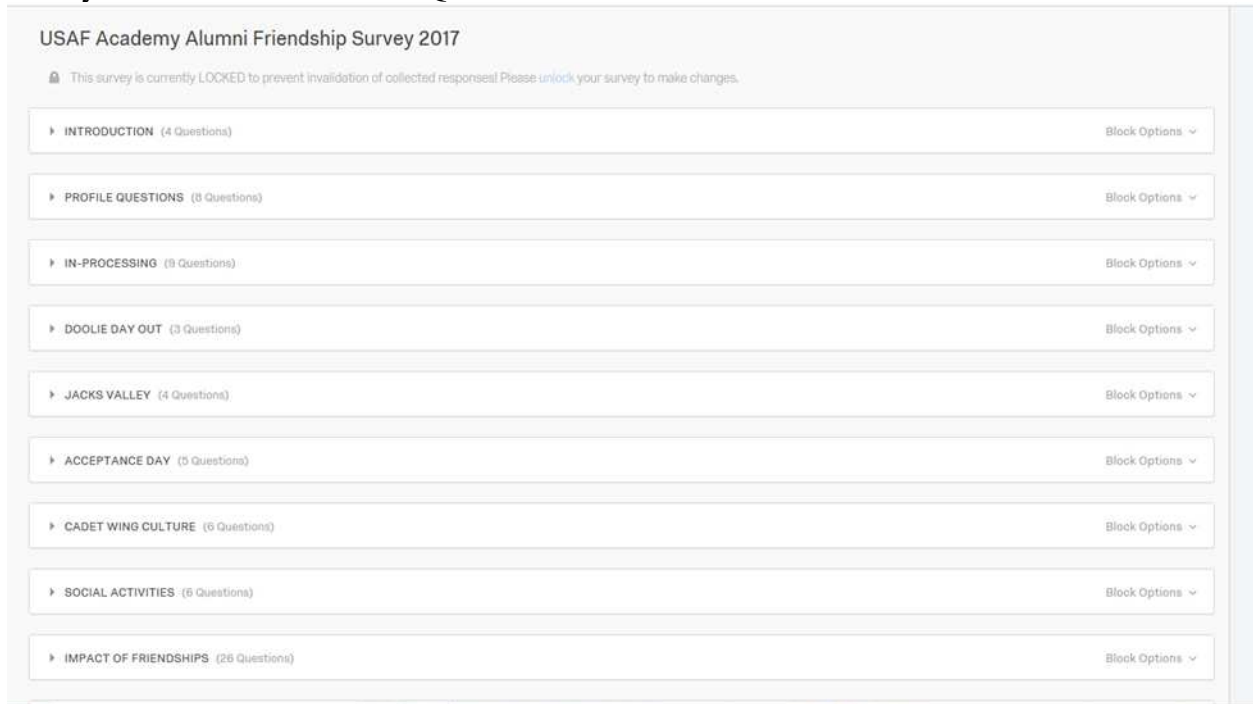 USAF Academy Alumni Friendship Survey 2017
This survey is currently LOCKED to prevent invalidation of collected responses! Please unlock your survey to make changes.
INTRODUCTION (4 Questions) Block Options
PROFILE QUESTIONS (8 Questions) Block Options
IN-PROCESSING (9 Questions) Block Options
DOOLIE DAY OUT (3 Questions) Block Options
JACKS VALLEY (4 Questions) Block Options
ACCEPTANCE DAY (5 Questions) Block Options
CADET WING CULTURE (6 Questions) Block Options
SOCIAL ACTIVITIES (6 Questions) Block Options
IMPACT OF FRIENDSHIPS (26 Questions) Block Options